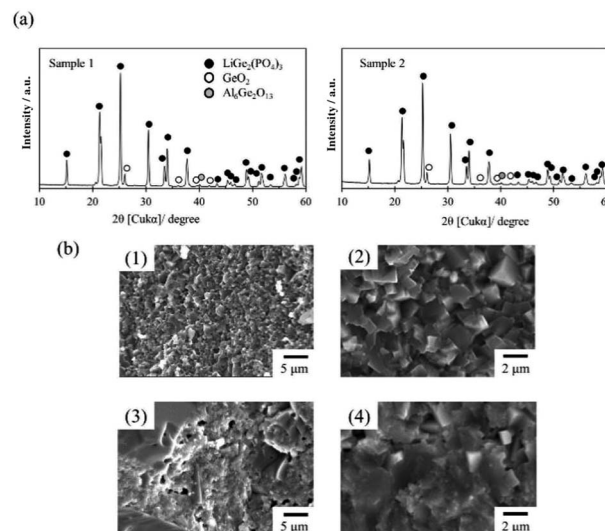 (a)
Sample 1
LiGe₂(PO₄)₃
GeO₂
Al₆Ge₂O₁₃
Intensity / a.u.
10 20 30 40 50 60
2θ [Cukα]/ degree
Sample 2
Intensity / a.u.
10 20 30 40 50 60
2θ [Cukα]/ degree
(b)
(1)
5 μm
(2)
2 μm
(3)
5 μm
(4)
2 μm